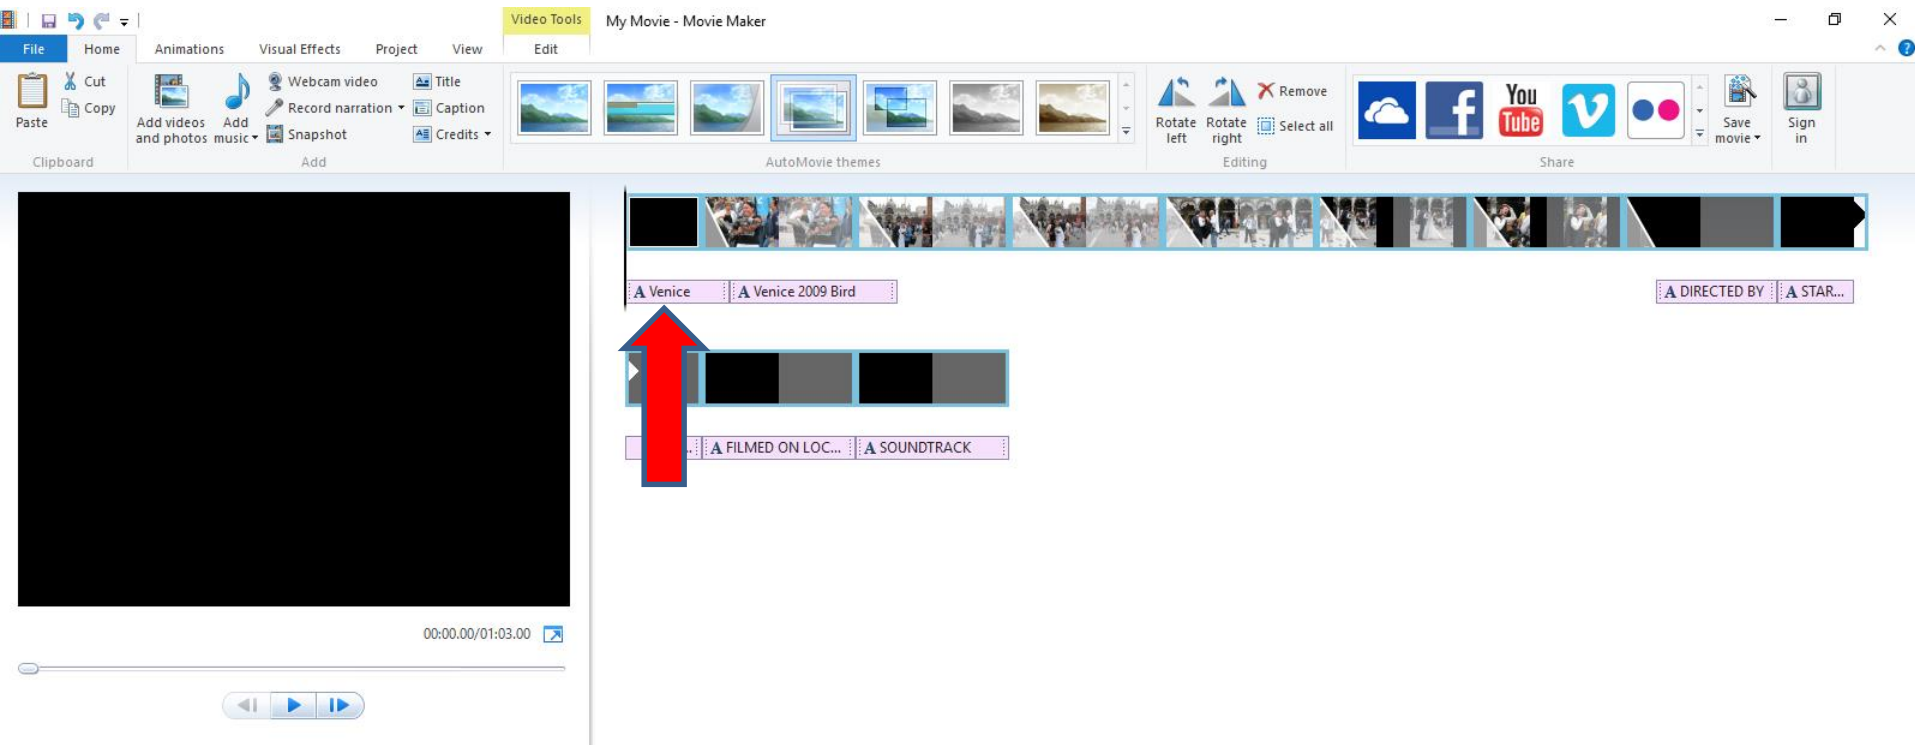 Video Tools
My Movie - Movie Maker
File
Home
Animations
Visual Effects
Project
View
Edit
Paste
Cut
Copy
Clipboard
Add videos
and photos
Add
music
Webcam video
Record narration
Snapshot
Title
Caption
Credits
Add
AutoMovie themes
Rotate
left
Rotate
right
Remove
Select all
Editing
f
You
Tube
Share
Save
movie
Sign
in
A Venice
A Venice 2009 Bird
A DIRECTED BY
A STAR...
A FILMED ON LOC...
A SOUNDTRACK
00:00.00/01:03.00